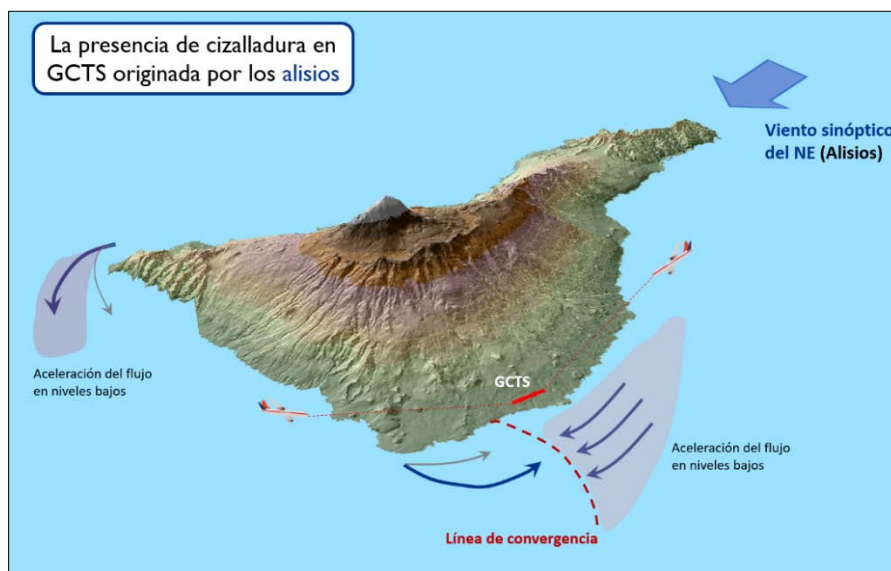 La presencia de cizalladura en
GCTS originada por los alisios
Viento sinóptico
del NE (Alisios)
Aceleración del flujo
en niveles bajos
GCTS
Aceleración del flujo
en niveles bajos
Línea de convergencia